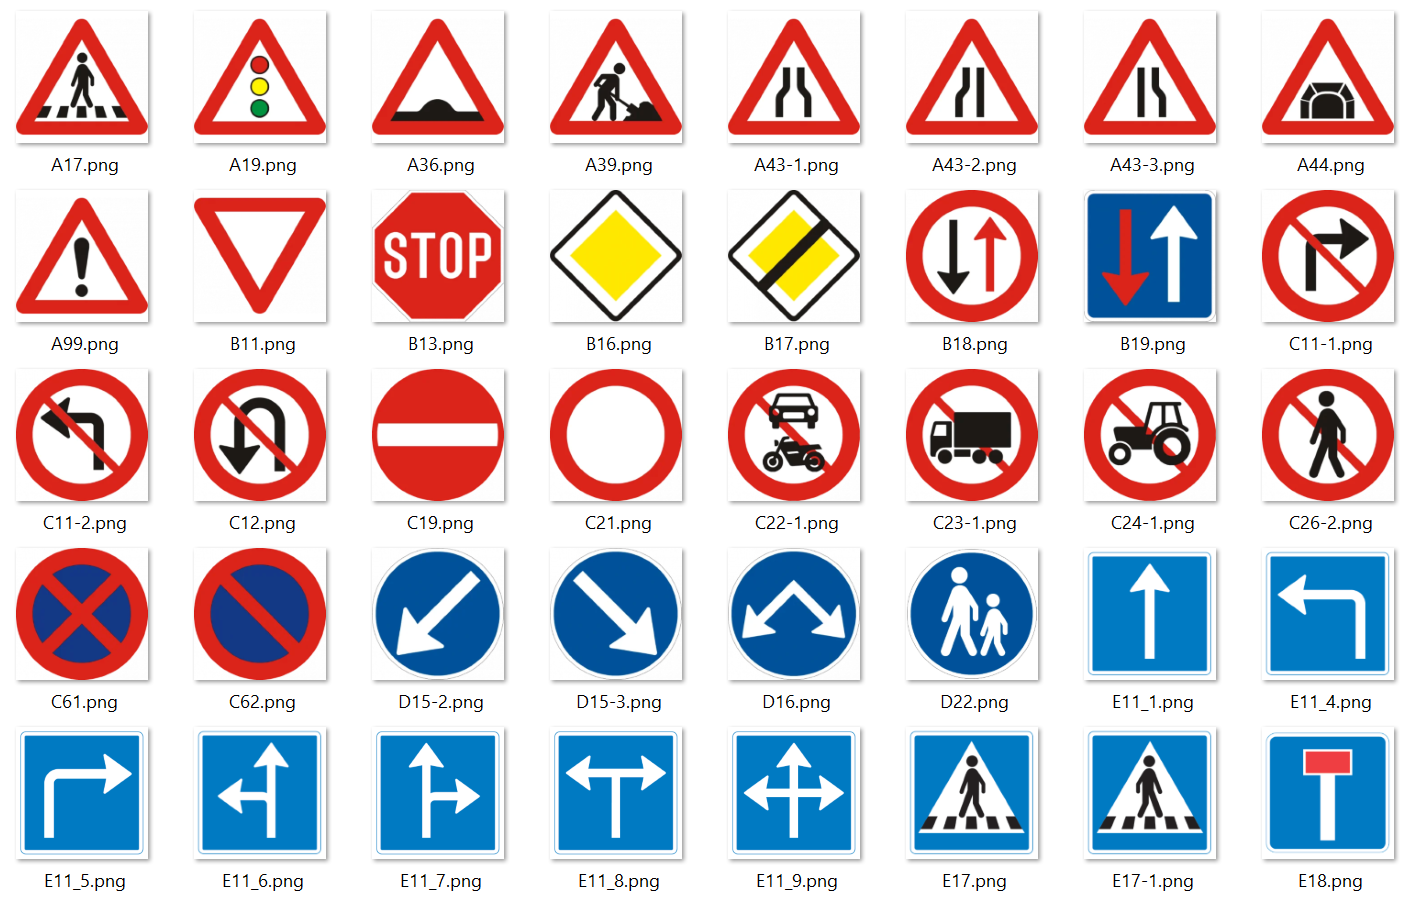 A17.png A19.png A36.png A39.png A43-1.png A43-2.png A43-3.png A44.png
STOP
A99.png B11.png B13.png B16.png B17.png B18.png B19.png C11-1.png
C11-2.png C12.png C19.png C21.png C22-1.png C23-1.png C24-1.png C26-2.png
C61.png C62.png D15-2.png D15-3.png D16.png D22.png E11_1.png E11_4.png
E11_5.png E11_6.png E11_7.png E11_8.png E11_9.png E17.png E17-1.png E18.png